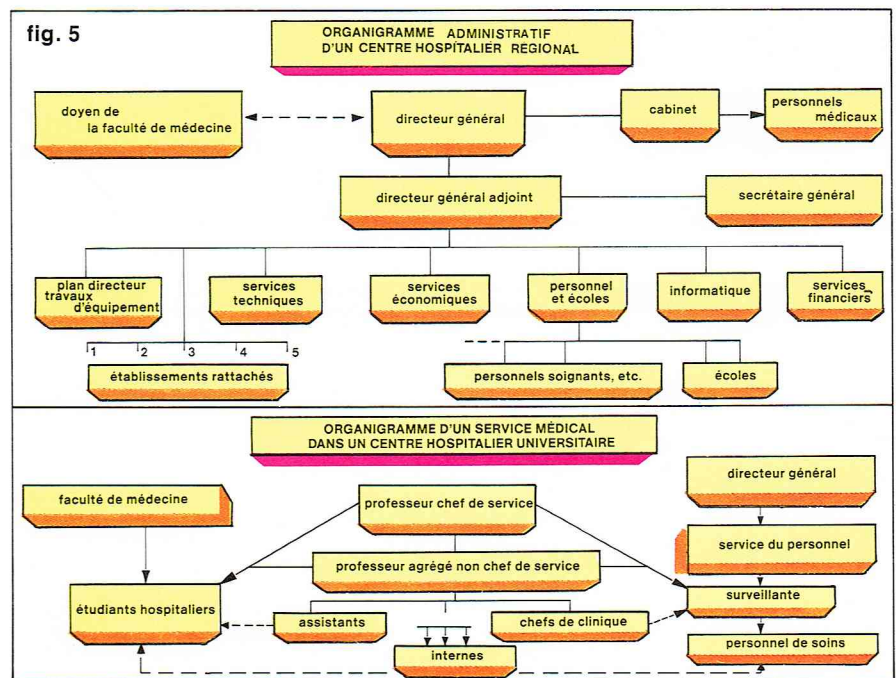 fig. 5
ORGANIGRAMME ADMINISTRATIF
D'UN CENTRE HOSPITALIER RÉGIONAL
doyen de
la faculté de médecine
directeur général
cabinet
personnels
médicaux
directeur général adjoint
secrétaire général
plan directeur
travaux
d'équipement
services
techniques
services
économiques
personnel
et écoles
informatique
services
financiers
1 2 3 4 5
établissements rattachés
personnels soignants, etc.
écoles
ORGANIGRAMME D'UN SERVICE MÉDICAL
DANS UN CENTRE HOSPITALIER UNIVERSITAIRE
faculté de médecine
professeur chef de service
directeur général
professeur agrégé non chef de service
service du personnel
étudiants hospitaliers
assistants
chefs de clinique
surveillante
internes
personnel de soins